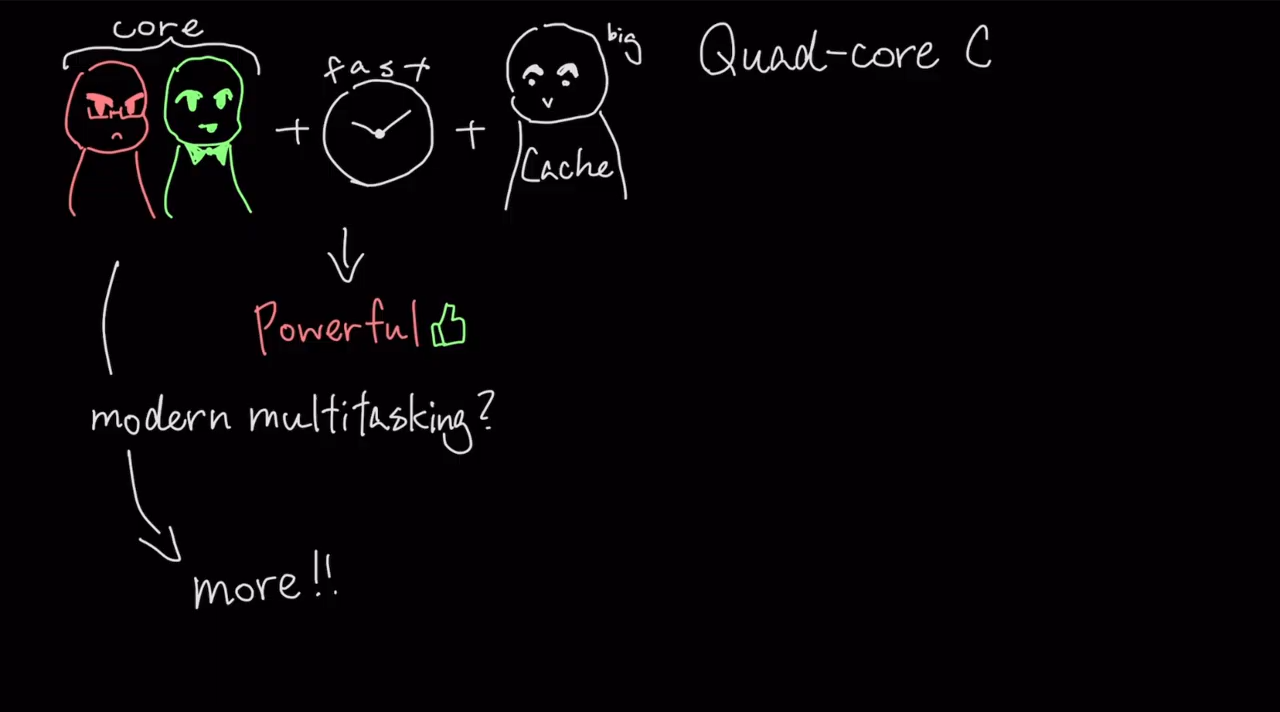 core
fast
big
Cache
Powerful
modern multitasking?
more!!
Quad-core C